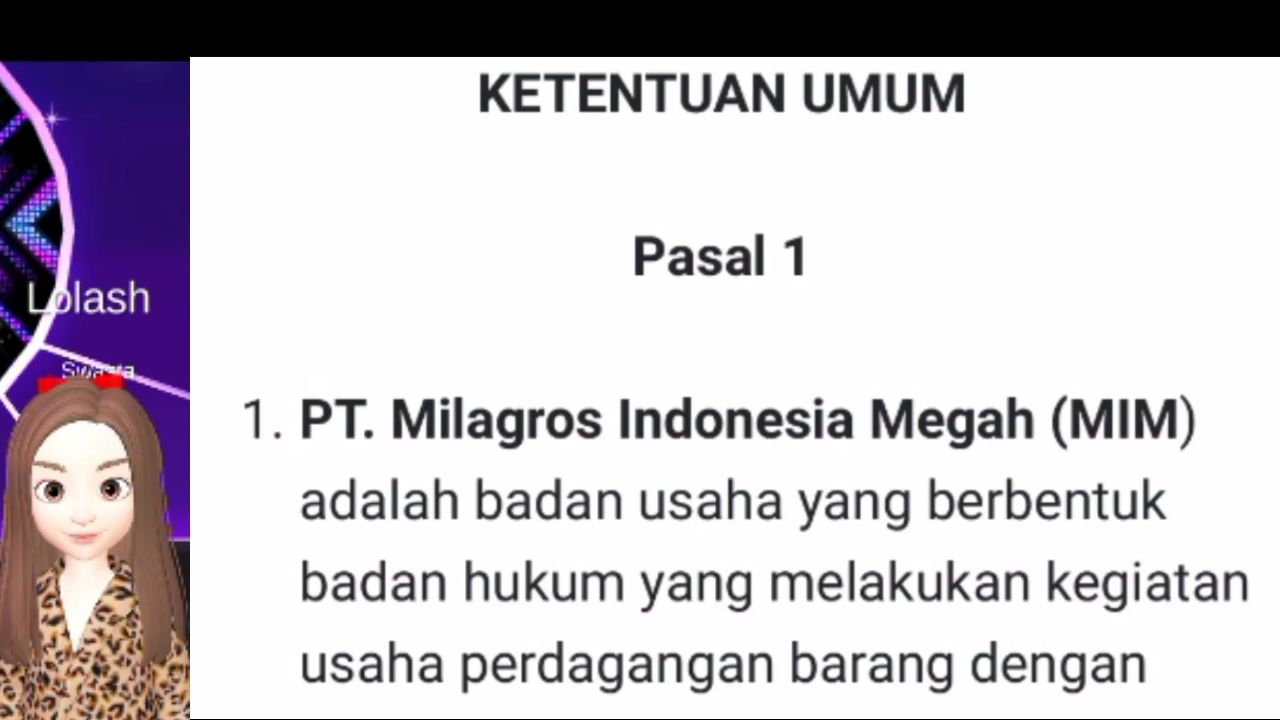 KETENTUAN UMUM
Pasal 1
Lolash
1. PT. Milagros Indonesia Megah (MIM)
adalah badan usaha yang berbentuk
badan hukum yang melakukan kegiatan
usaha perdagangan barang dengan